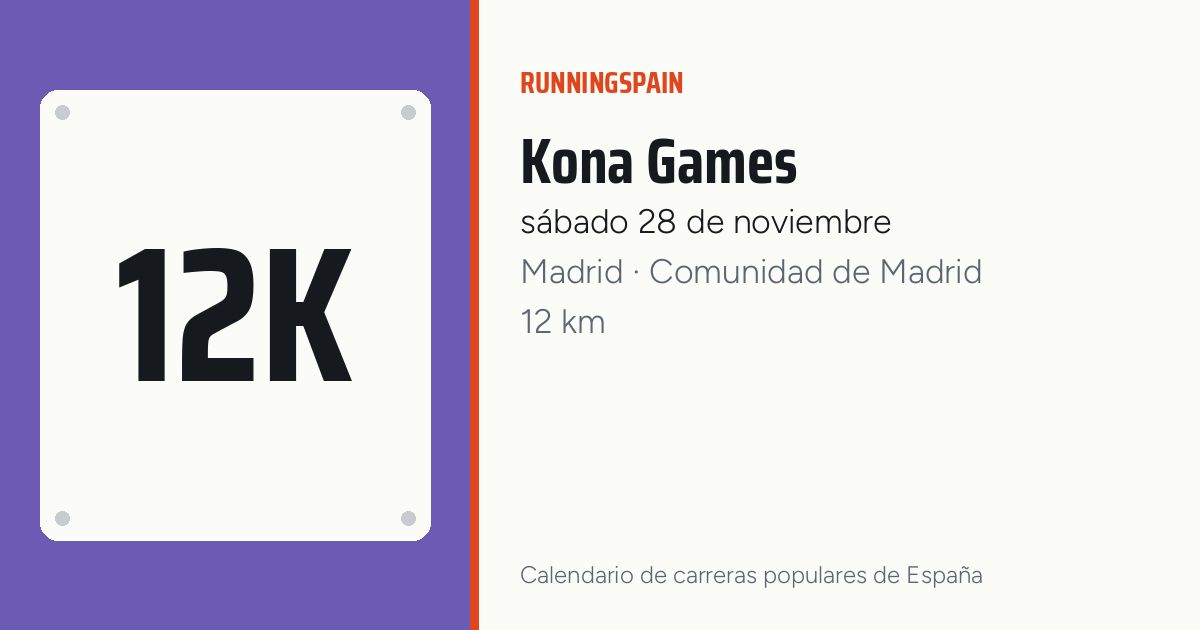 12K
RUNNINGSPAIN
Kona Games
sábado 28 de noviembre
Madrid · Comunidad de Madrid
12 km
Calendario de carreras populares de España